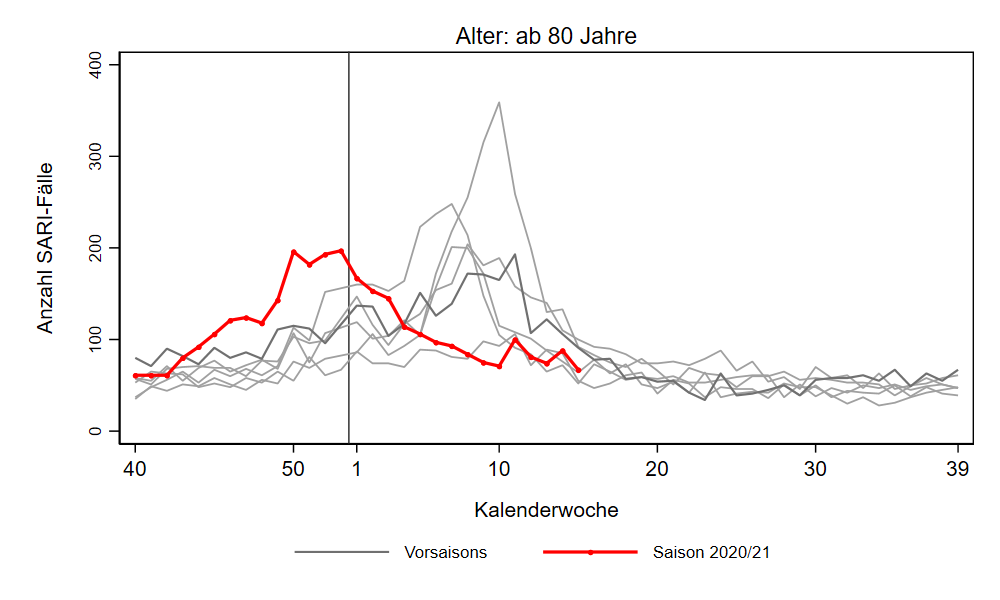 Alter: ab 80 Jahre
Anzahl SARI-Fälle
400
300
200
100
0
40 50 1 10 20 30 39
Kalenderwoche
Vorsaisons Saison 2020/21